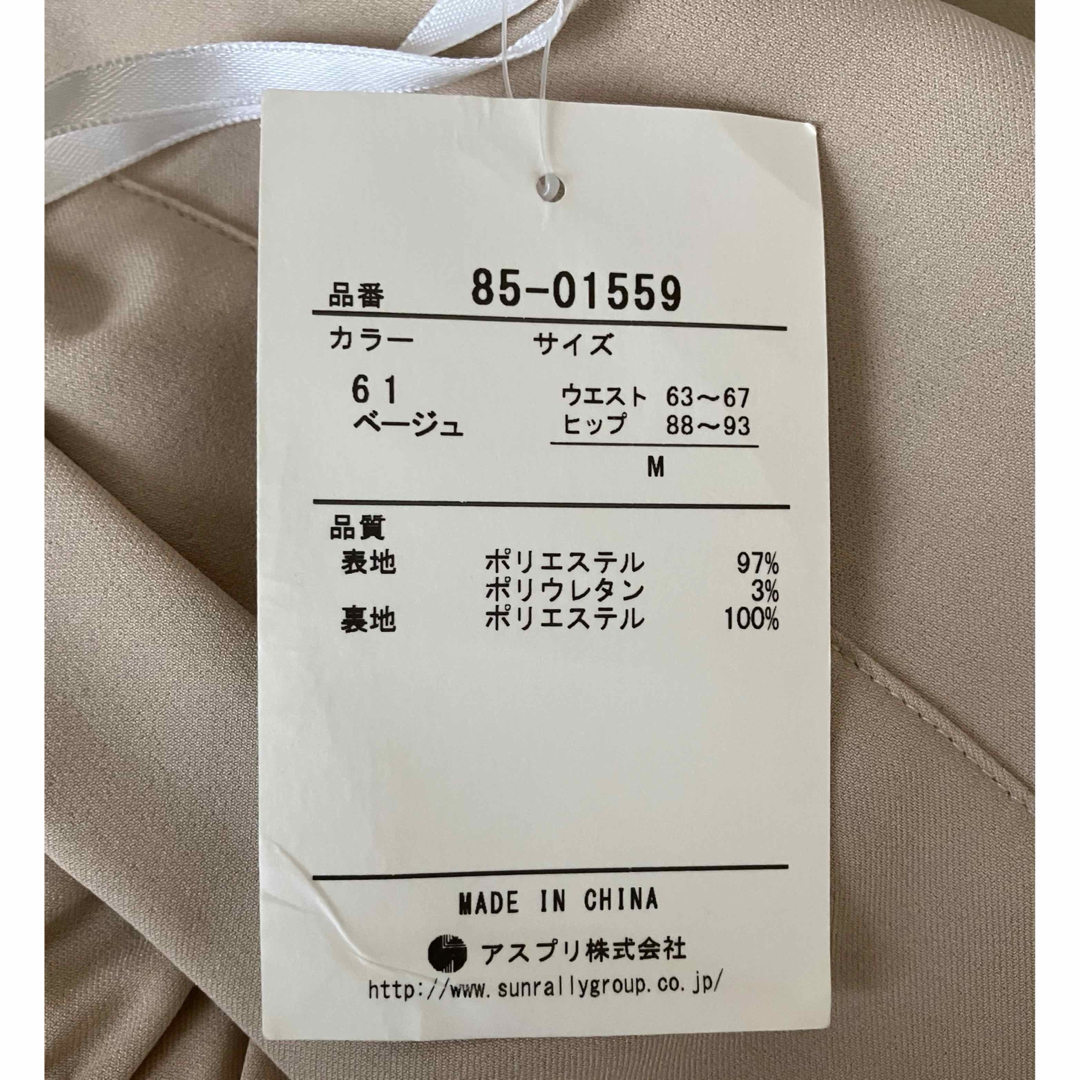 品番 85-01559
カラー サイズ
61 ウエスト 63～67
ベージュ ヒップ 88～93
M
品質
表地 ポリエステル 97%
ポリウレタン 3%
裏地 ポリエステル 100%
MADE IN CHINA
アスプリ株式会社
http://www.sunrallygroup.co.jp/